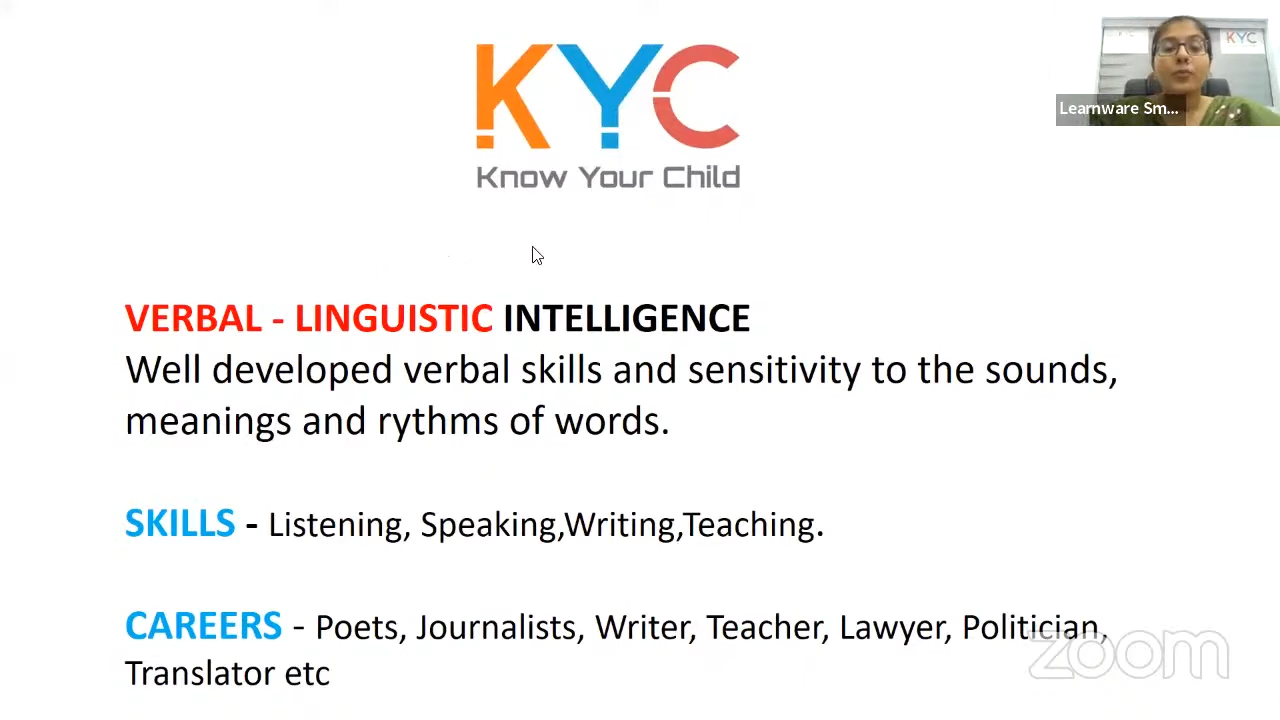 KYC
Know Your Child
KYC
Learnware Sm...
VERBAL - LINGUISTIC INTELLIGENCE
Well developed verbal skills and sensitivity to the sounds,
meanings and rythms of words.
SKILLS - Listening, Speaking,Writing,Teaching.
CAREERS - Poets, Journalists, Writer, Teacher, Lawyer, Politician,
Translator etc
zoom